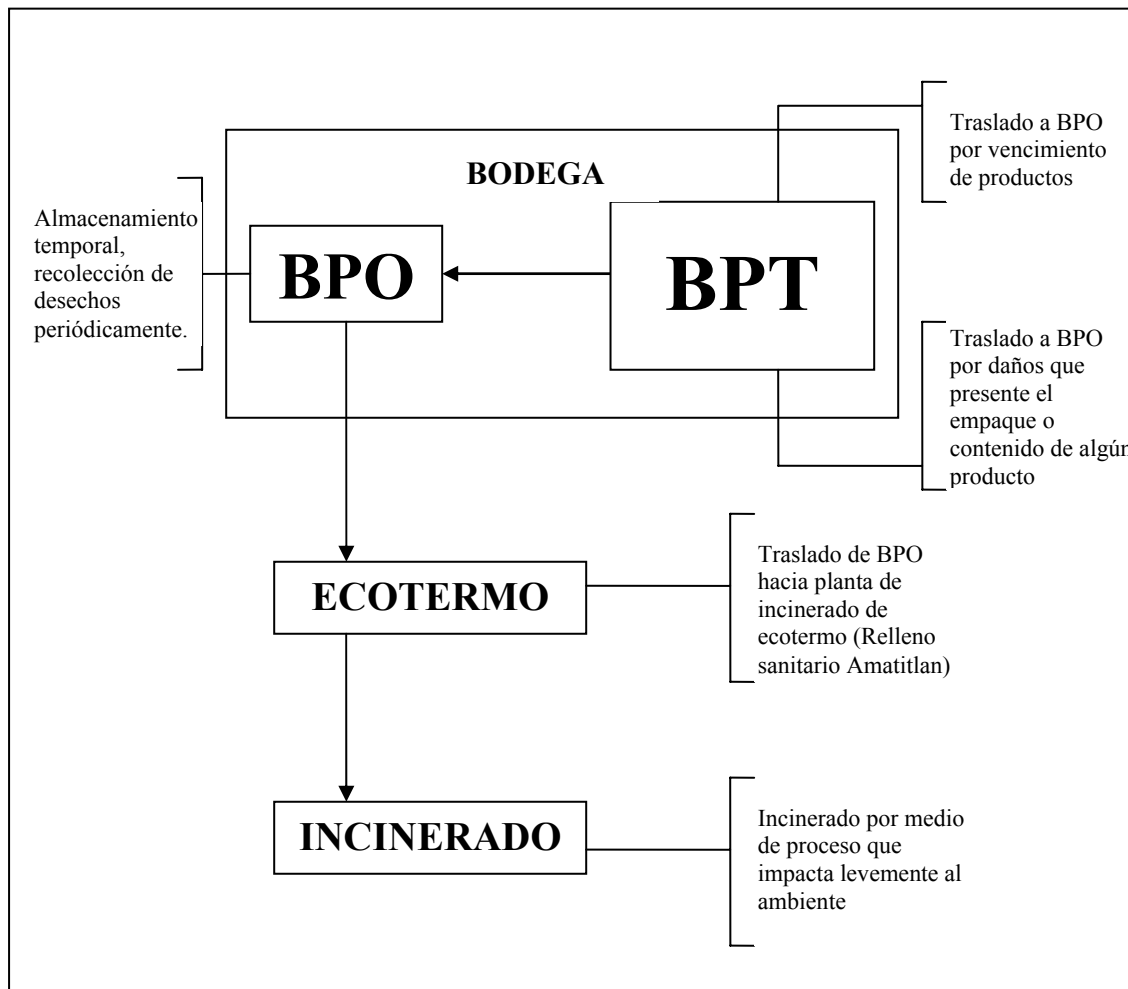 Traslado a BPO
por vencimiento
de productos
BODEGA
Almacenamiento
temporal,
recolección de
desechos
periódicamente.
BPO
BPT
Traslado a BPO
por daños que
presente el
empaque o
contenido de algún
producto
ECOTERMO
Traslado de BPO
hacia planta de
incinerado de
ecotermo (Relleno
sanitario Amatitlan)
INCINERADO
Incinerado por medio
de proceso que
impacta levemente al
ambiente